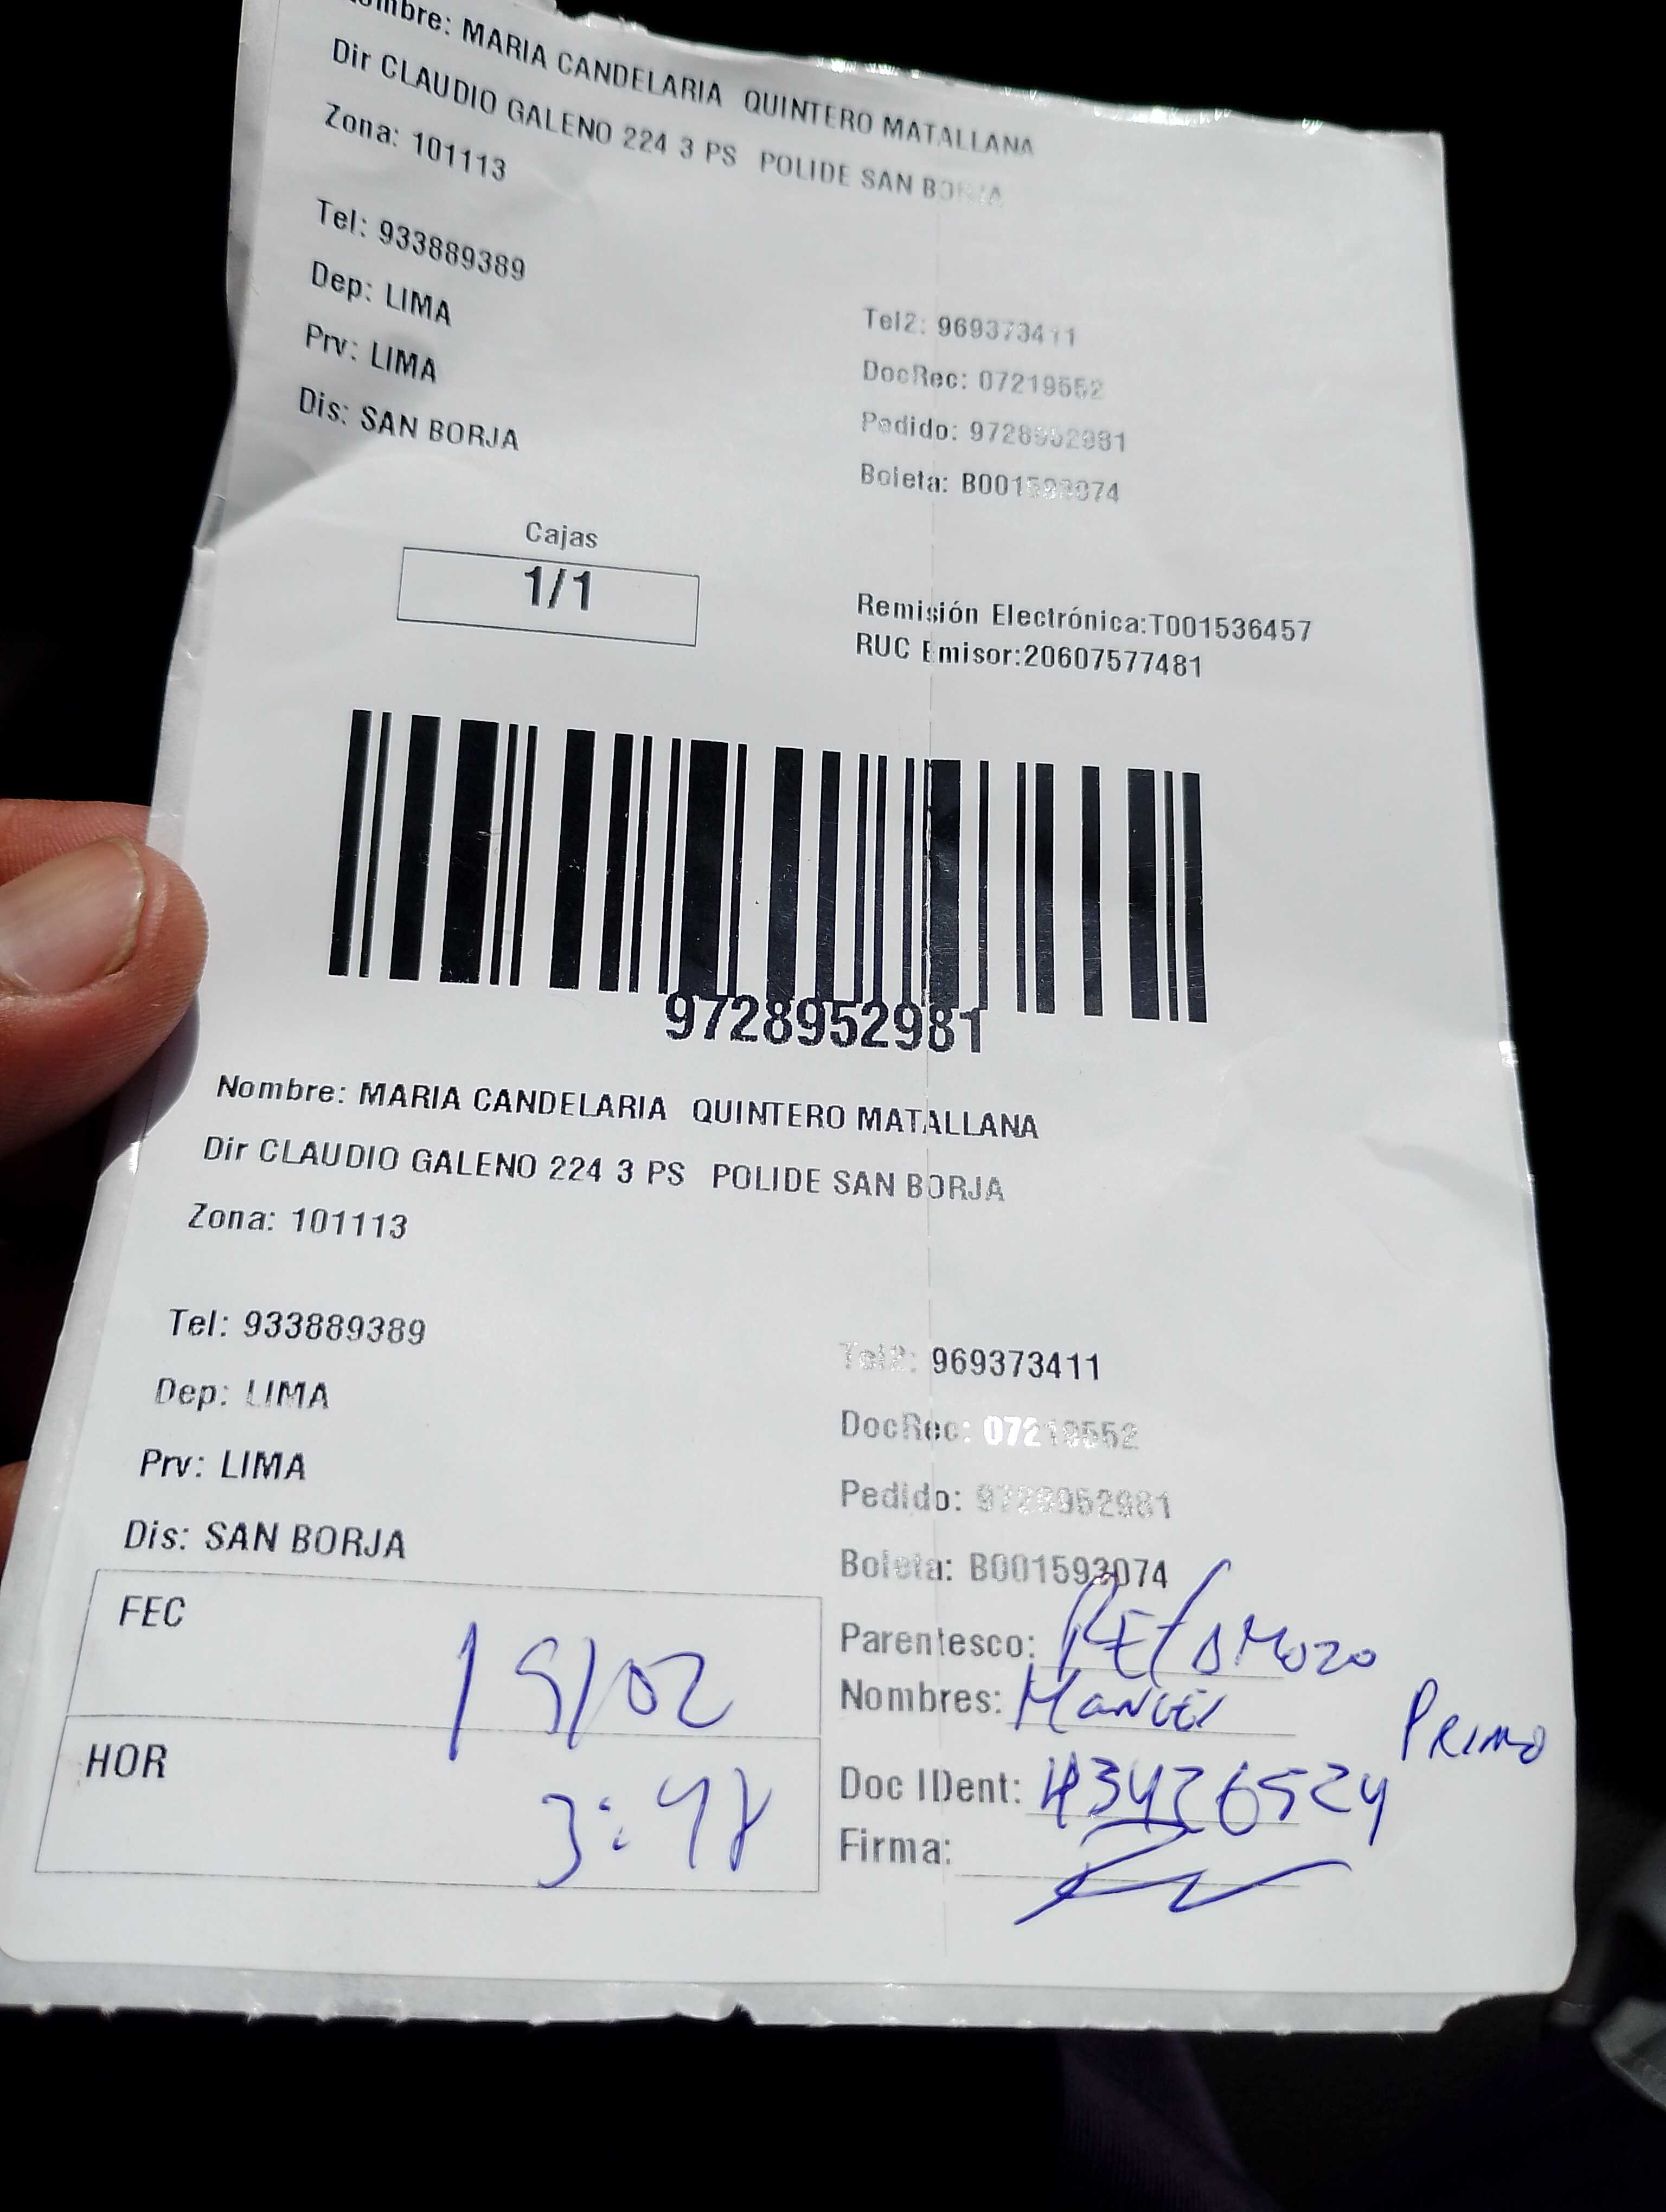 Nombre: MARIA CANDELARIA QUINTERO MATALLANA
Dir CLAUDIO GALENO 224 3 PS POLIDE SAN BORJA
Zona: 101113
Tel: 933889389
Tel2: 969373411
Dep: LIMA
DocRec: 07219552
Prv: LIMA
Pedido: 9728952981
Dis: SAN BORJA
Boleta: B001593074
Cajas
1/1
Remisión Electrónica:T001536457
RUC Emisor:20607577481
9728952981
Nombre: MARIA CANDELARIA QUINTERO MATALLANA
Dir CLAUDIO GALENO 224 3 PS POLIDE SAN BORJA
Zona: 101113
Tel: 933889389
Tel2: 969373411
Dep: LIMA
DocRec: 07219552
Prv: LIMA
Pedido: 9728952981
Dis: SAN BORJA
Boleta: B001593074
FEC 19/02
Parentesco:
Nombres: Manuel
PRIMO
HOR
Doc IDent:
Firma: